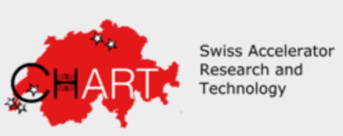 CHART
Swiss Accelerator
Research and
Technology